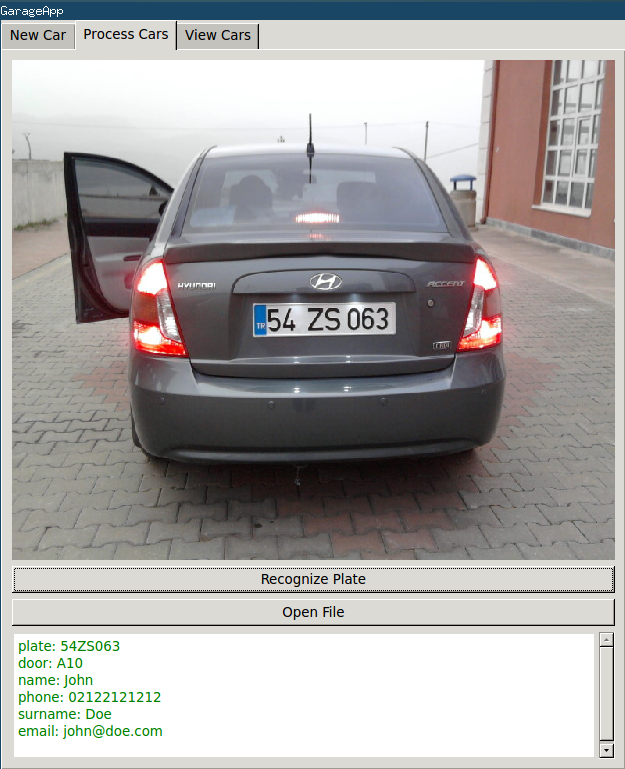 GarageApp
New Car
Process Cars
View Cars
HYUNDAI
ACCENT
TR
54 ZS 063
Recognize Plate
Open File
plate: 54ZS063
door: A10
name: John
phone: 02122121212
surname: Doe
email: john@doe.com